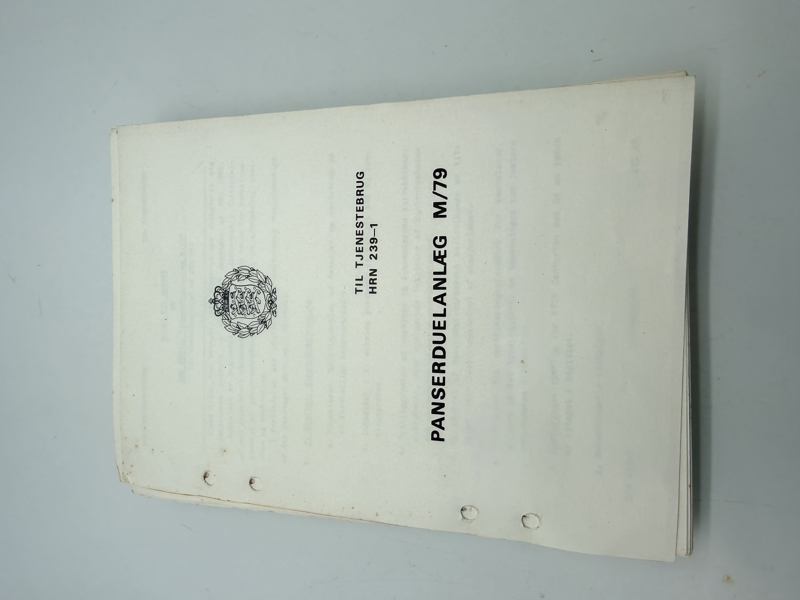 TIL TJENESTEBRUG
HRN 239-1
PANSERDUELANLÆG M/79